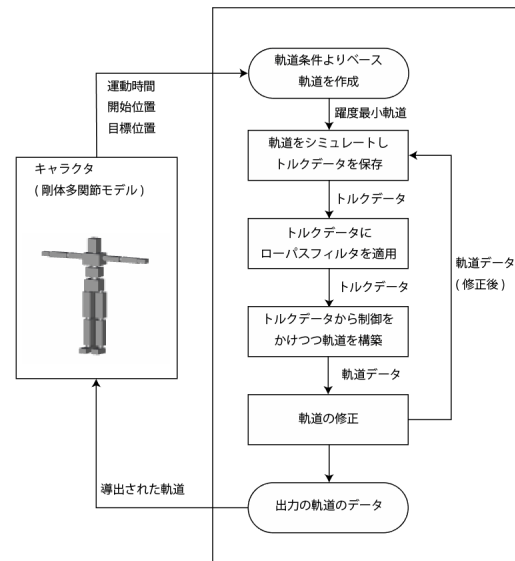 軌道条件よりベース
軌道を作成
運動時間
開始位置
目標位置
躍度最小軌道
軌道をシミュレートし
トルクデータを保存
キャラクタ
( 剛体多関節モデル )
トルクデータ
トルクデータに
ローパスフィルタを適用
軌道データ
( 修正後 )
トルクデータ
トルクデータから制御を
かけつつ軌道を構築
軌道データ
軌道の修正
導出された軌道
出力の軌道のデータ